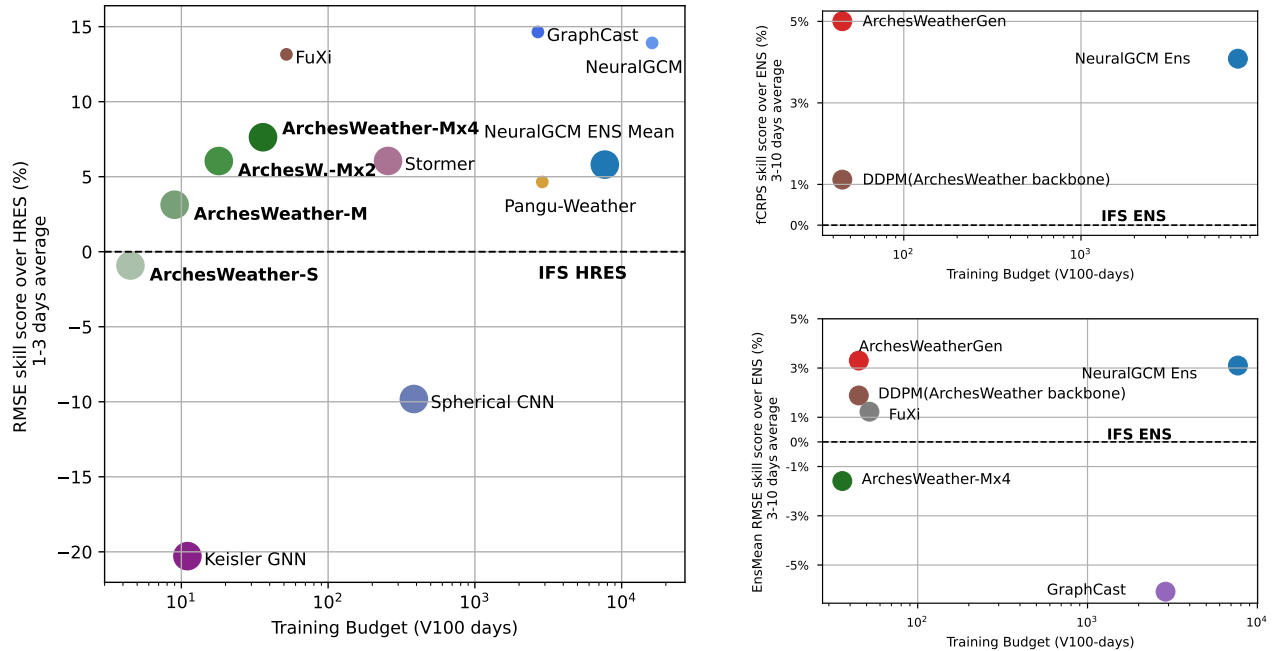 RMSE skill score over HRES (%)
1-3 days average
15
10
5
0
−5
−10
−15
−20
GraphCast
FuXi
NeuralGCM
ArchesWeather-Mx4
NeuralGCM ENS Mean
ArchesW.-Mx2
Stormer
Pangu-Weather
ArchesWeather-M
ArchesWeather-S
IFS HRES
Spherical CNN
Keisler GNN
10¹
10²
10³
10⁴
Training Budget (V100 days)
fCRPS skill score over ENS (%)
3-10 days average
5%
3%
1%
0%
ArchesWeatherGen
NeuralGCM Ens
DDPM(ArchesWeather backbone)
IFS ENS
10²
10³
Training Budget (V100-days)
EnsMean RMSE skill score over ENS (%)
3-10 days average
5%
3%
1%
0%
-1%
-3%
-5%
ArchesWeatherGen
NeuralGCM Ens
DDPM(ArchesWeather backbone)
FuXi
IFS ENS
ArchesWeather-Mx4
GraphCast
10²
10³
10⁴
Training Budget (V100-days)